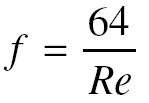 f = 64/Re